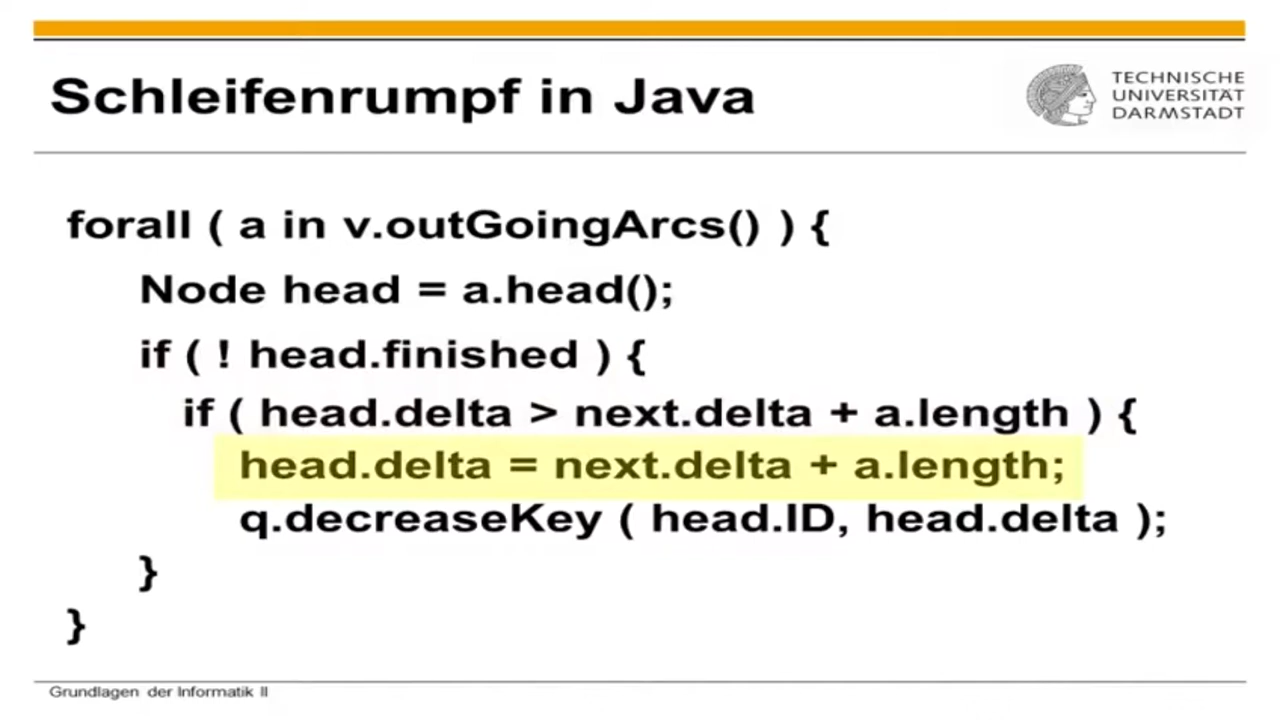 Schleifenrumpf in Java
TECHNISCHE
UNIVERSITÄT
DARMSTADT
forall ( a in v.outGoingArcs() ) {
Node head = a.head();
if ( ! head.finished ) {
if ( head.delta > next.delta + a.length ) {
head.delta = next.delta + a.length;
q.decreaseKey ( head.ID, head.delta );
}
}
Grundlagen der Informatik II